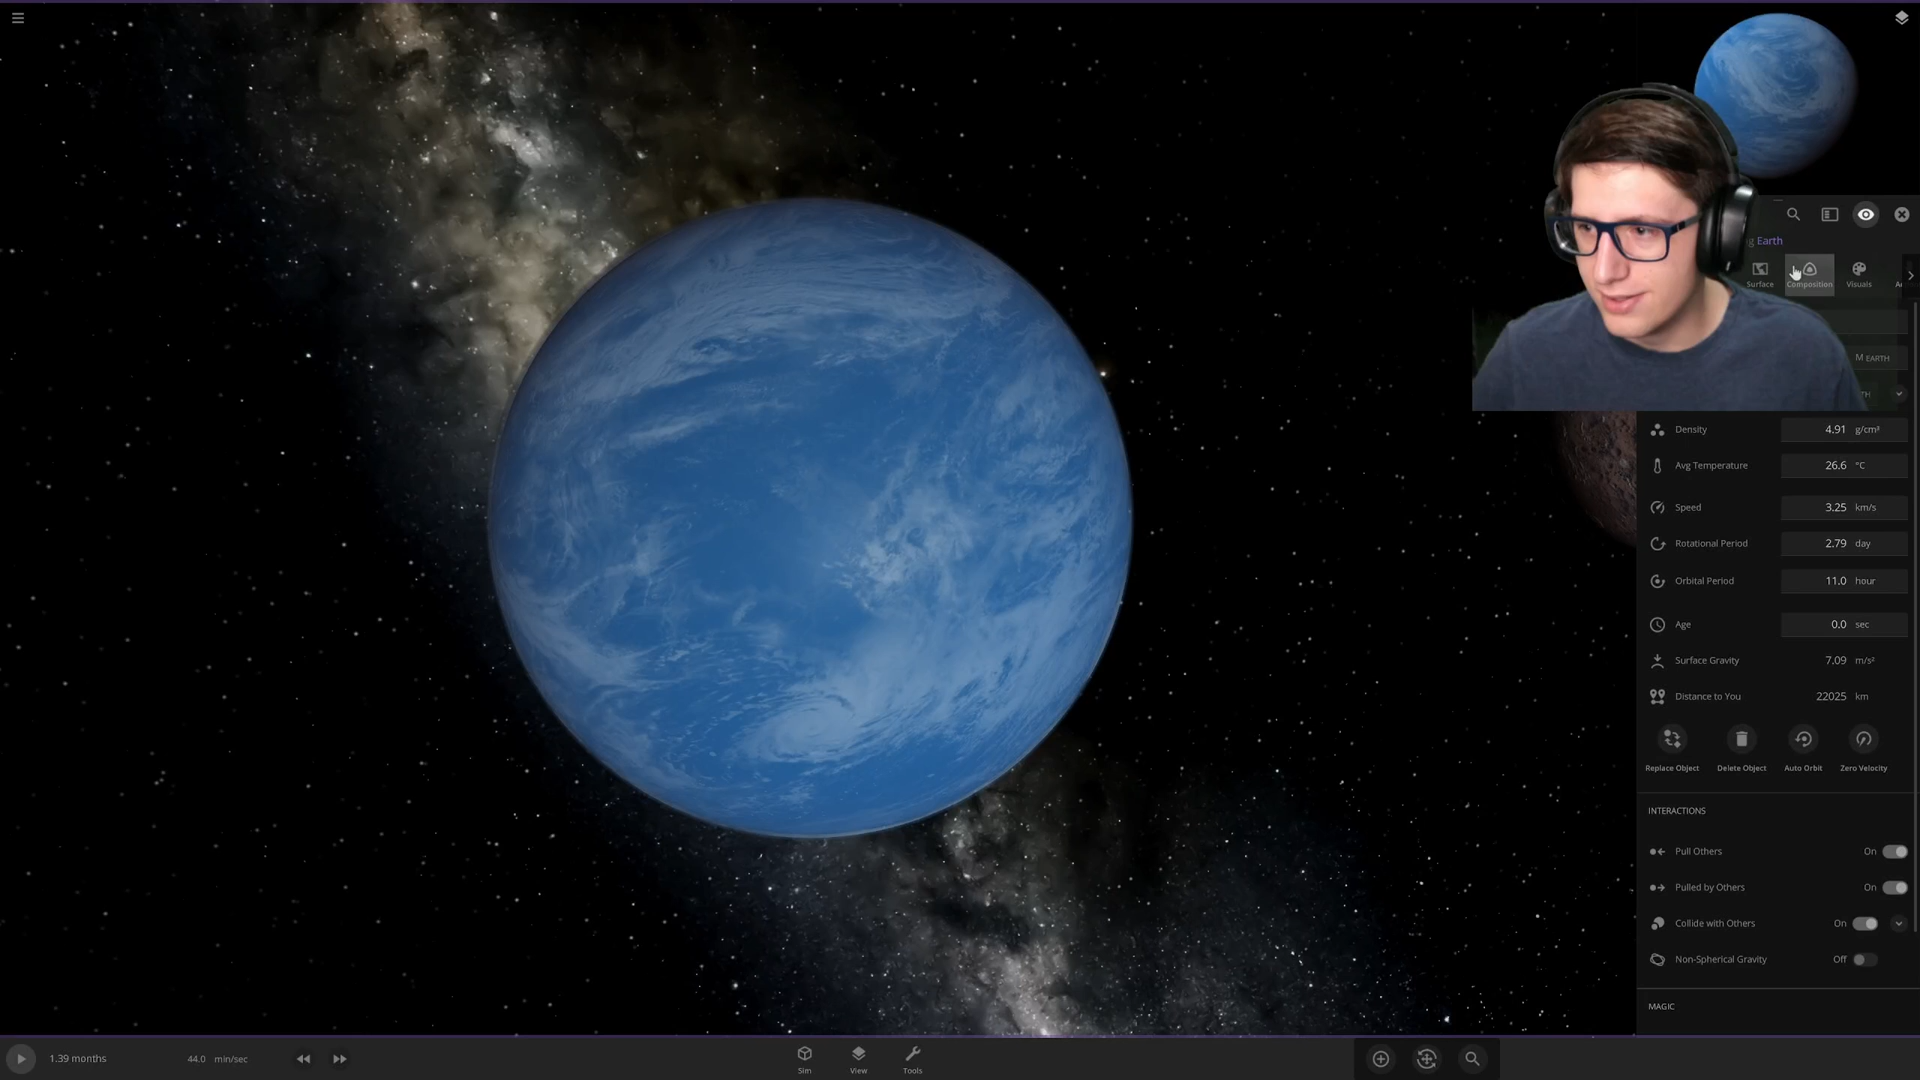 g Earth
Surface
Composition
Visuals
M EARTH
Density 4.91 g/cm³
Avg Temperature 26.6 °C
Speed 3.25 km/s
Rotational Period 2.79 day
Orbital Period 11.0 hour
Age 0.0 sec
Surface Gravity 7.09 m/s²
Distance to You 22025 km
Replace Object
Delete Object
Auto Orbit
Zero Velocity
INTERACTIONS
Pull Others On
Pulled by Others On
Collide with Others On
Non-Spherical Gravity Off
MAGIC
1.39 months
44.0 min/sec
Sim
View
Tools